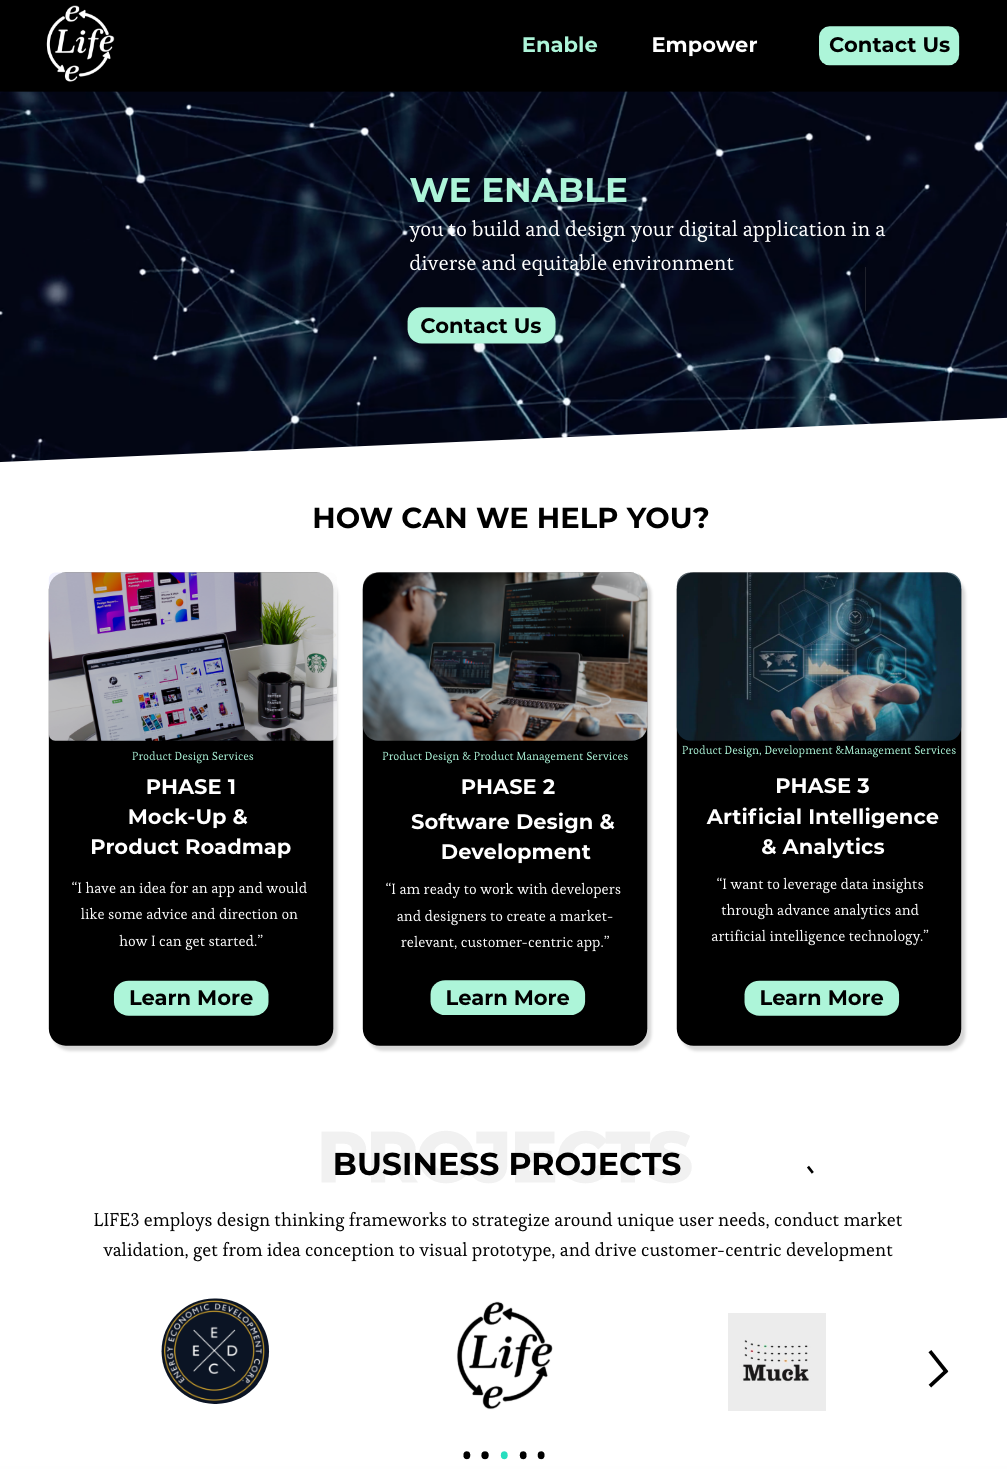 e
Life
e
Enable
Empower
Contact Us
WE ENABLE
you to build and design your digital application in a
diverse and equitable environment
Contact Us
HOW CAN WE HELP YOU?
Product Design Services
PHASE 1
Mock-Up &
Product Roadmap
“I have an idea for an app and would
like some advice and direction on
how I can get started.”
Learn More
Product Design & Product Management Services
PHASE 2
Software Design &
Development
“I am ready to work with developers
and designers to create a market-
relevant, customer-centric app.”
Learn More
Product Design, Development &Management Services
PHASE 3
Artificial Intelligence
& Analytics
“I want to leverage data insights
through advance analytics and
artificial intelligence technology.”
Learn More
PROJECTS
BUSINESS PROJECTS
LIFE3 employs design thinking frameworks to strategize around unique user needs, conduct market
validation, get from idea conception to visual prototype, and drive customer-centric development
ENERGY ECONOMIC DEVELOPMENT CORP
E
E D
C
e
Life
e
Muck